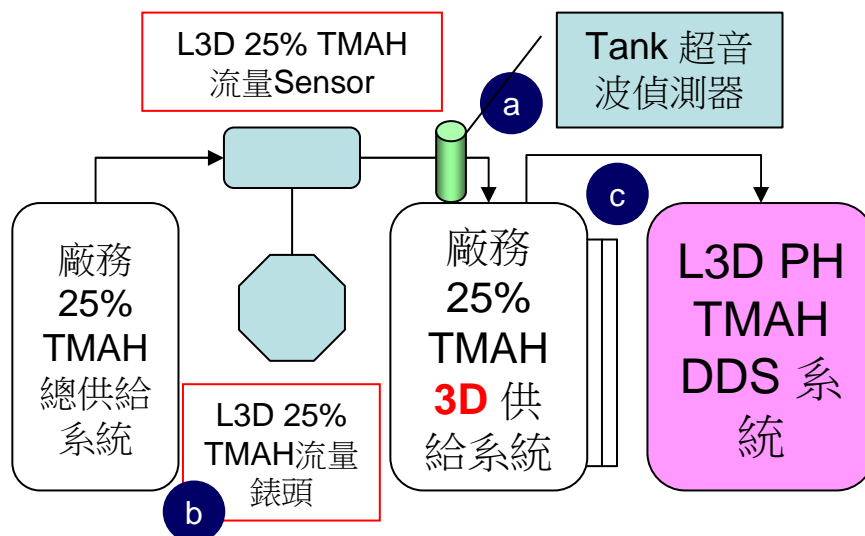 L3D 25% TMAH
流量Sensor
a
Tank 超音
波偵測器
c
廠務
25%
TMAH
總供給
系統
L3D 25%
TMAH流量
錶頭
b
廠務
25%
TMAH
3D 供
給系統
L3D PH
TMAH
DDS 系
統